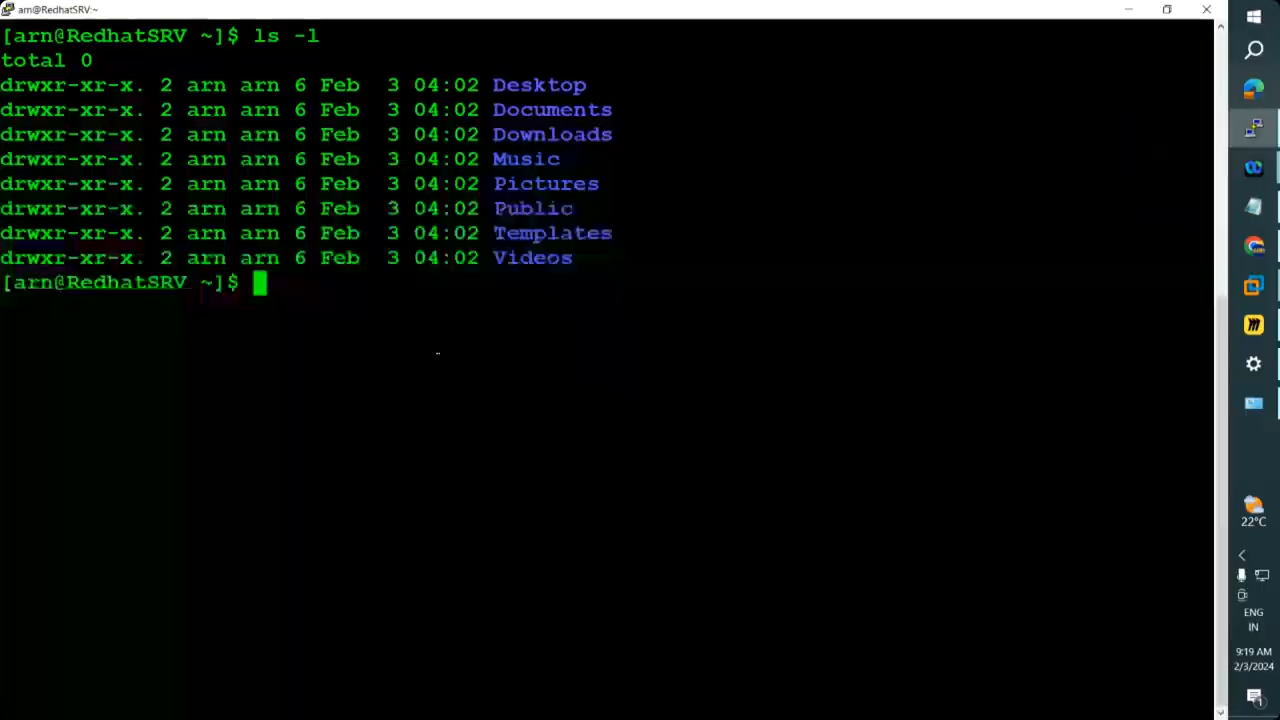 arn@RedhatSRV:~
[arn@RedhatSRV ~]$ ls -l
total 0
drwxr-xr-x. 2 arn arn 6 Feb  3 04:02 Desktop
drwxr-xr-x. 2 arn arn 6 Feb  3 04:02 Documents
drwxr-xr-x. 2 arn arn 6 Feb  3 04:02 Downloads
drwxr-xr-x. 2 arn arn 6 Feb  3 04:02 Music
drwxr-xr-x. 2 arn arn 6 Feb  3 04:02 Pictures
drwxr-xr-x. 2 arn arn 6 Feb  3 04:02 Public
drwxr-xr-x. 2 arn arn 6 Feb  3 04:02 Templates
drwxr-xr-x. 2 arn arn 6 Feb  3 04:02 Videos
[arn@RedhatSRV ~]$
22°C
ENG
IN
9:19 AM
2/3/2024
1